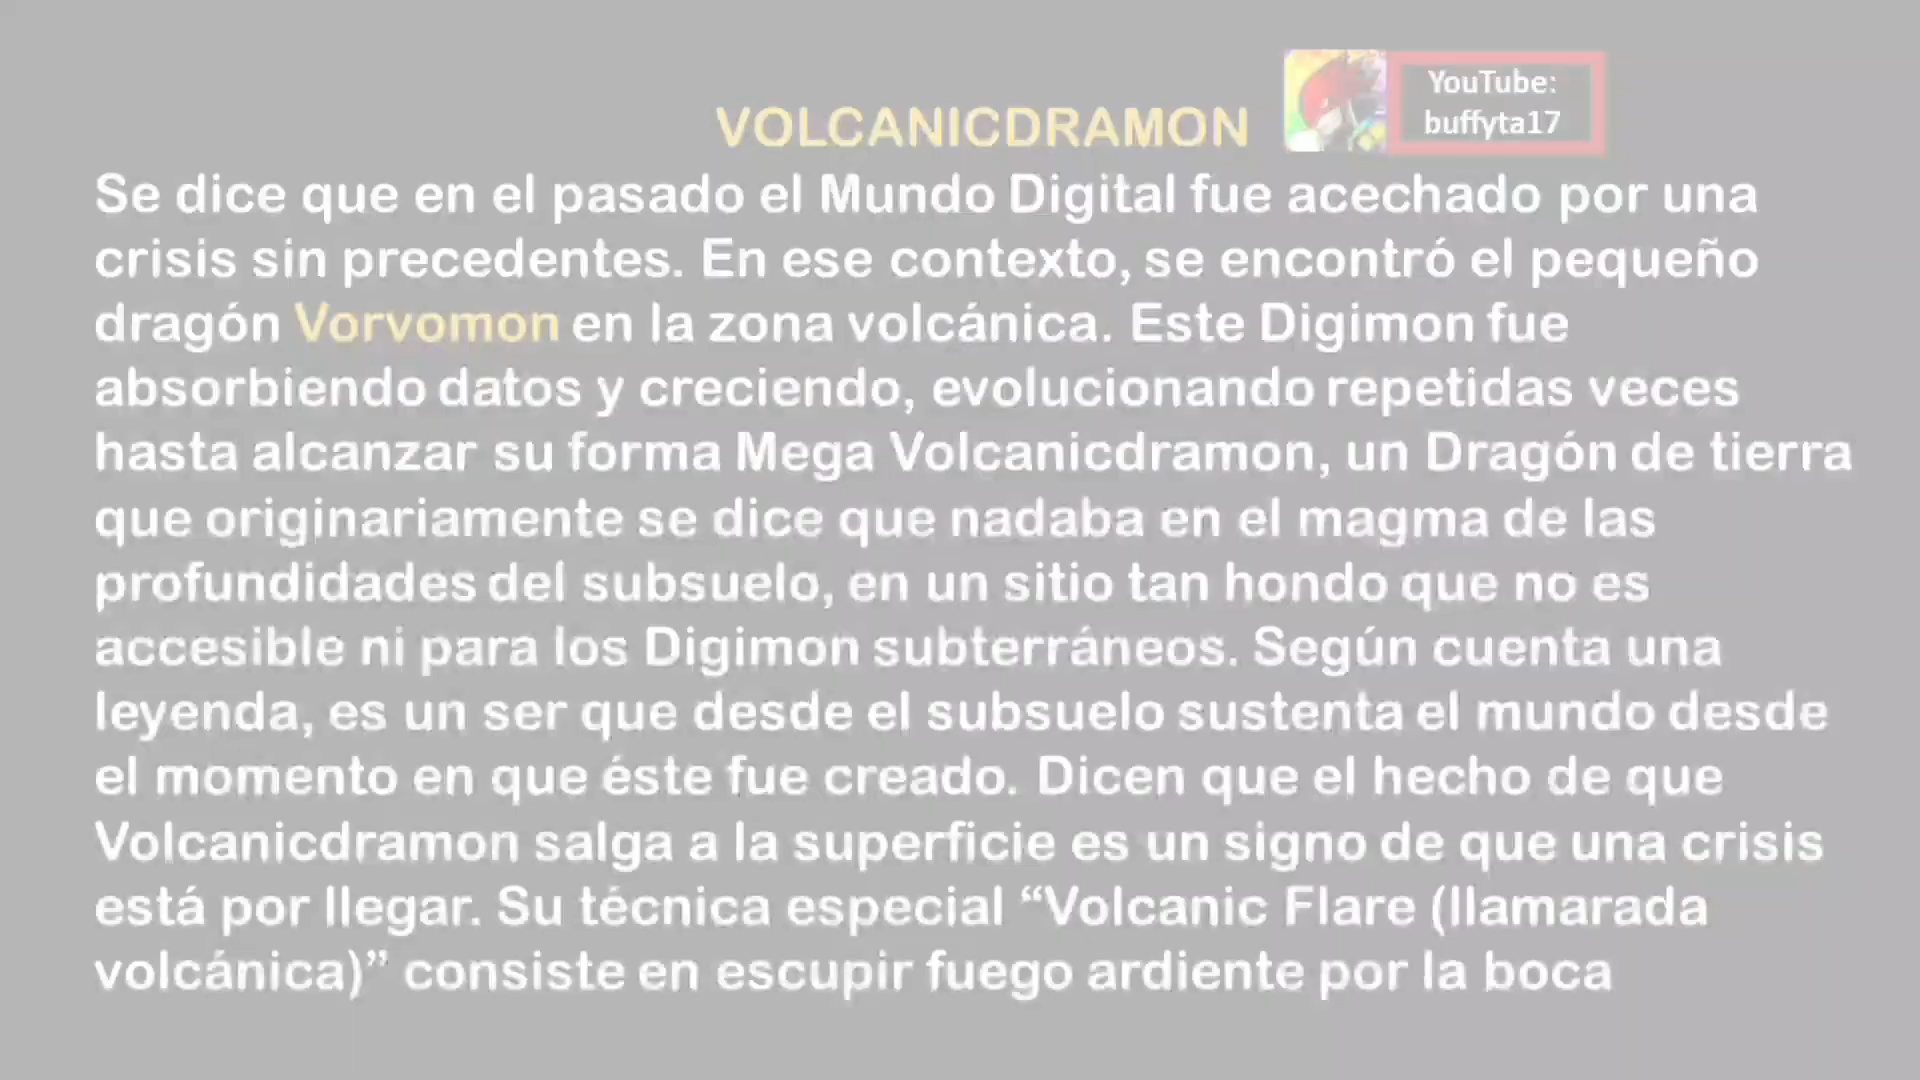 YouTube:
buffyta17
VOLCANICDRAMON
Se dice que en el pasado el Mundo Digital fue acechado por una
crisis sin precedentes. En ese contexto, se encontró el pequeño
dragón Vorvomon en la zona volcánica. Este Digimon fue
absorbiendo datos y creciendo, evolucionando repetidas veces
hasta alcanzar su forma Mega Volcanicdramon, un Dragón de tierra
que originariamente se dice que nadaba en el magma de las
profundidades del subsuelo, en un sitio tan hondo que no es
accesible ni para los Digimon subterráneos. Según cuenta una
leyenda, es un ser que desde el subsuelo sustenta el mundo desde
el momento en que éste fue creado. Dicen que el hecho de que
Volcanicdramon salga a la superficie es un signo de que una crisis
está por llegar. Su técnica especial “Volcanic Flare (llamarada
volcánica)” consiste en escupir fuego ardiente por la boca